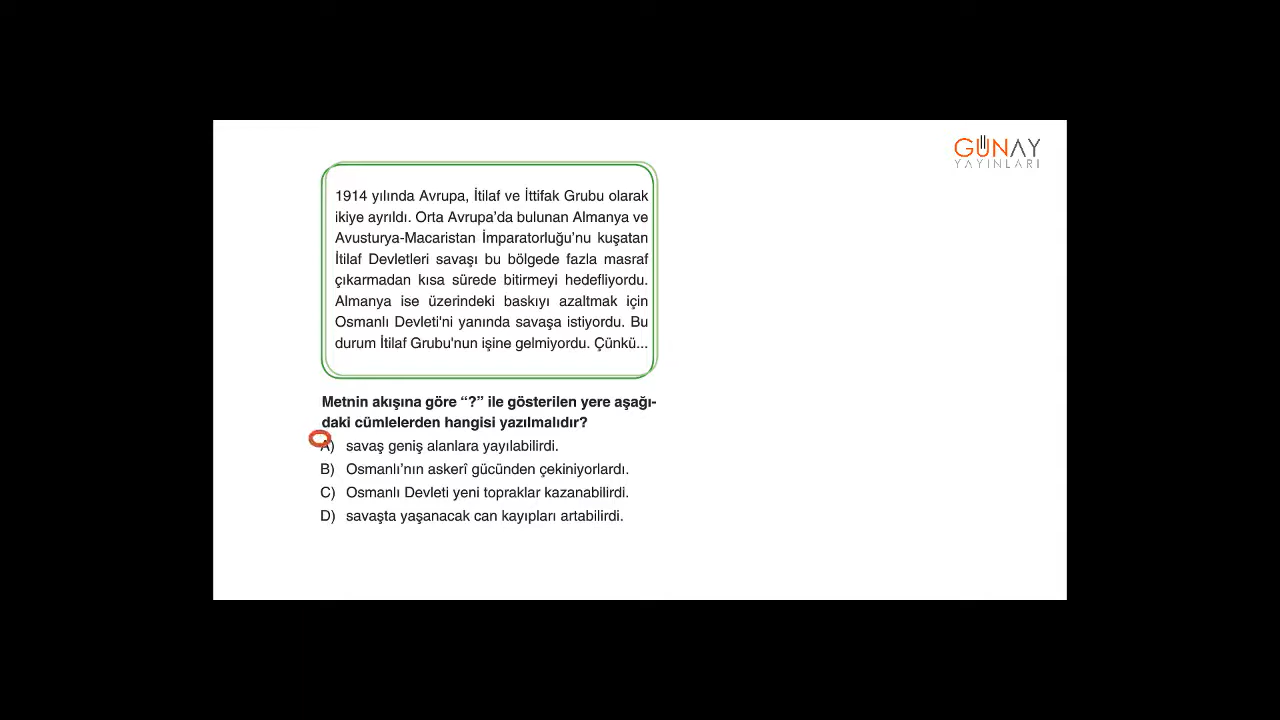 GÜNAY
YAYINLARI
1914 yılında Avrupa, İtilaf ve İttifak Grubu olarak
ikiye ayrıldı. Orta Avrupa'da bulunan Almanya ve
Avusturya-Macaristan İmparatorluğu'nu kuşatan
İtilaf Devletleri savaşı bu bölgede fazla masraf
çıkarmadan kısa sürede bitirmeyi hedefliyordu.
Almanya ise üzerindeki baskıyı azaltmak için
Osmanlı Devleti'ni yanında savaşa istiyordu. Bu
durum İtilaf Grubu'nun işine gelmiyordu. Çünkü...
Metnin akışına göre “?” ile gösterilen yere aşağı-
daki cümlelerden hangisi yazılmalıdır?
A) savaş geniş alanlara yayılabilirdi.
B) Osmanlı’nın askerî gücünden çekiniyorlardı.
C) Osmanlı Devleti yeni topraklar kazanabilirdi.
D) savaşta yaşanacak can kayıpları artabilirdi.